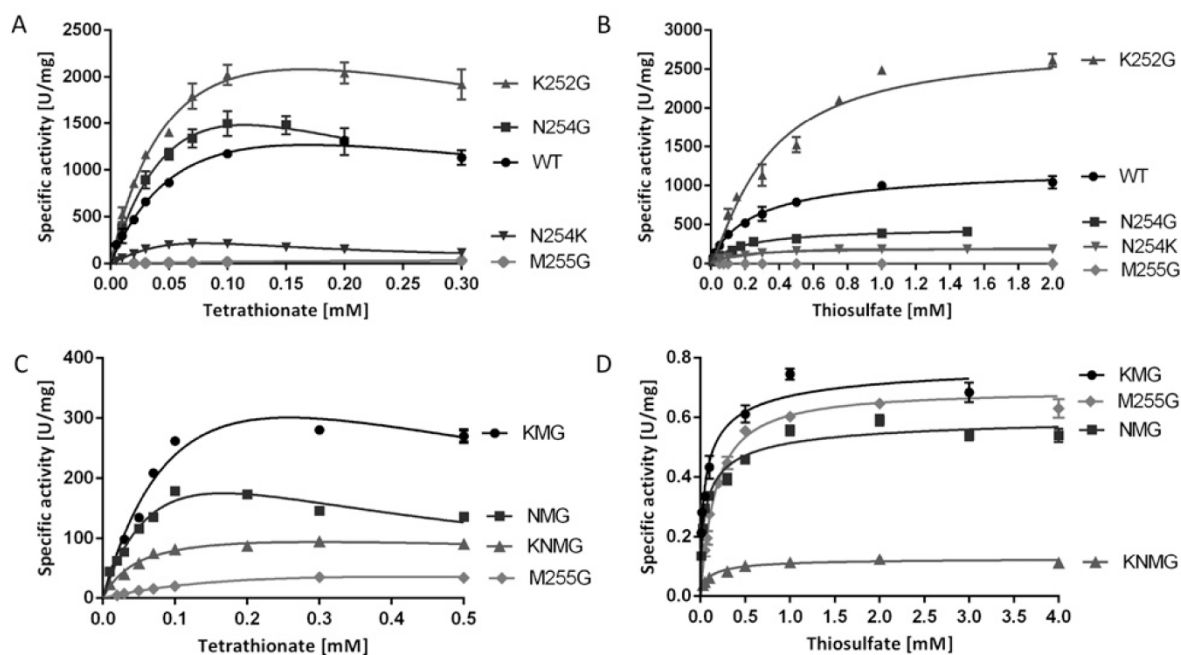 A
Specific activity [U/mg]
2500
2000
1500
1000
500
0
0.00 0.05 0.10 0.15 0.20 0.25 0.30
Tetrathionate [mM]
K252G
N254G
WT
N254K
M255G
B
Specific activity [U/mg]
3000
2500
2000
1500
1000
500
0
0.0 0.2 0.4 0.6 0.8 1.0 1.2 1.4 1.6 1.8 2.0
Thiosulfate [mM]
K252G
WT
N254G
N254K
M255G
C
Specific activity [U/mg]
400
300
200
100
0
0.0 0.1 0.2 0.3 0.4 0.5
Tetrathionate [mM]
KMG
NMG
KNMG
M255G
D
Specific activity [U/mg]
0.8
0.6
0.4
0.2
0.0
0.0 0.5 1.0 1.5 2.0 2.5 3.0 3.5 4.0
Thiosulfate [mM]
KMG
M255G
NMG
KNMG